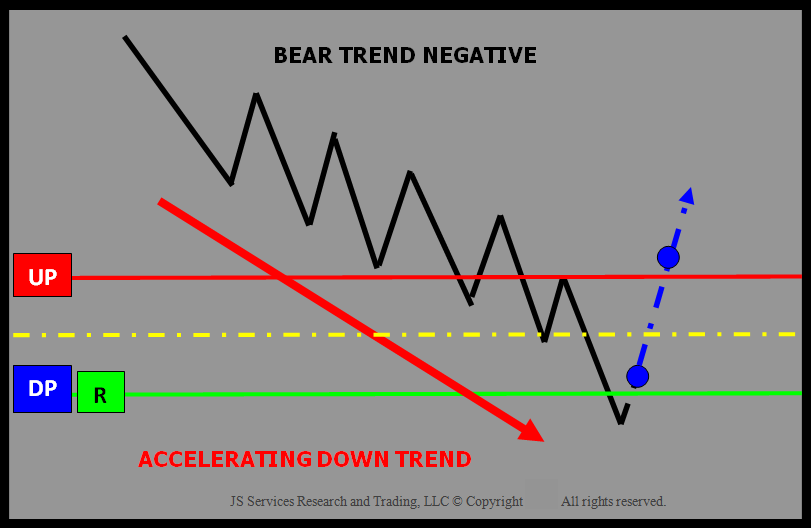 BEAR TREND NEGATIVE
UP
DP R
ACCELERATING DOWN TREND
JS Services Research and Trading, LLC © Copyright All rights reserved.